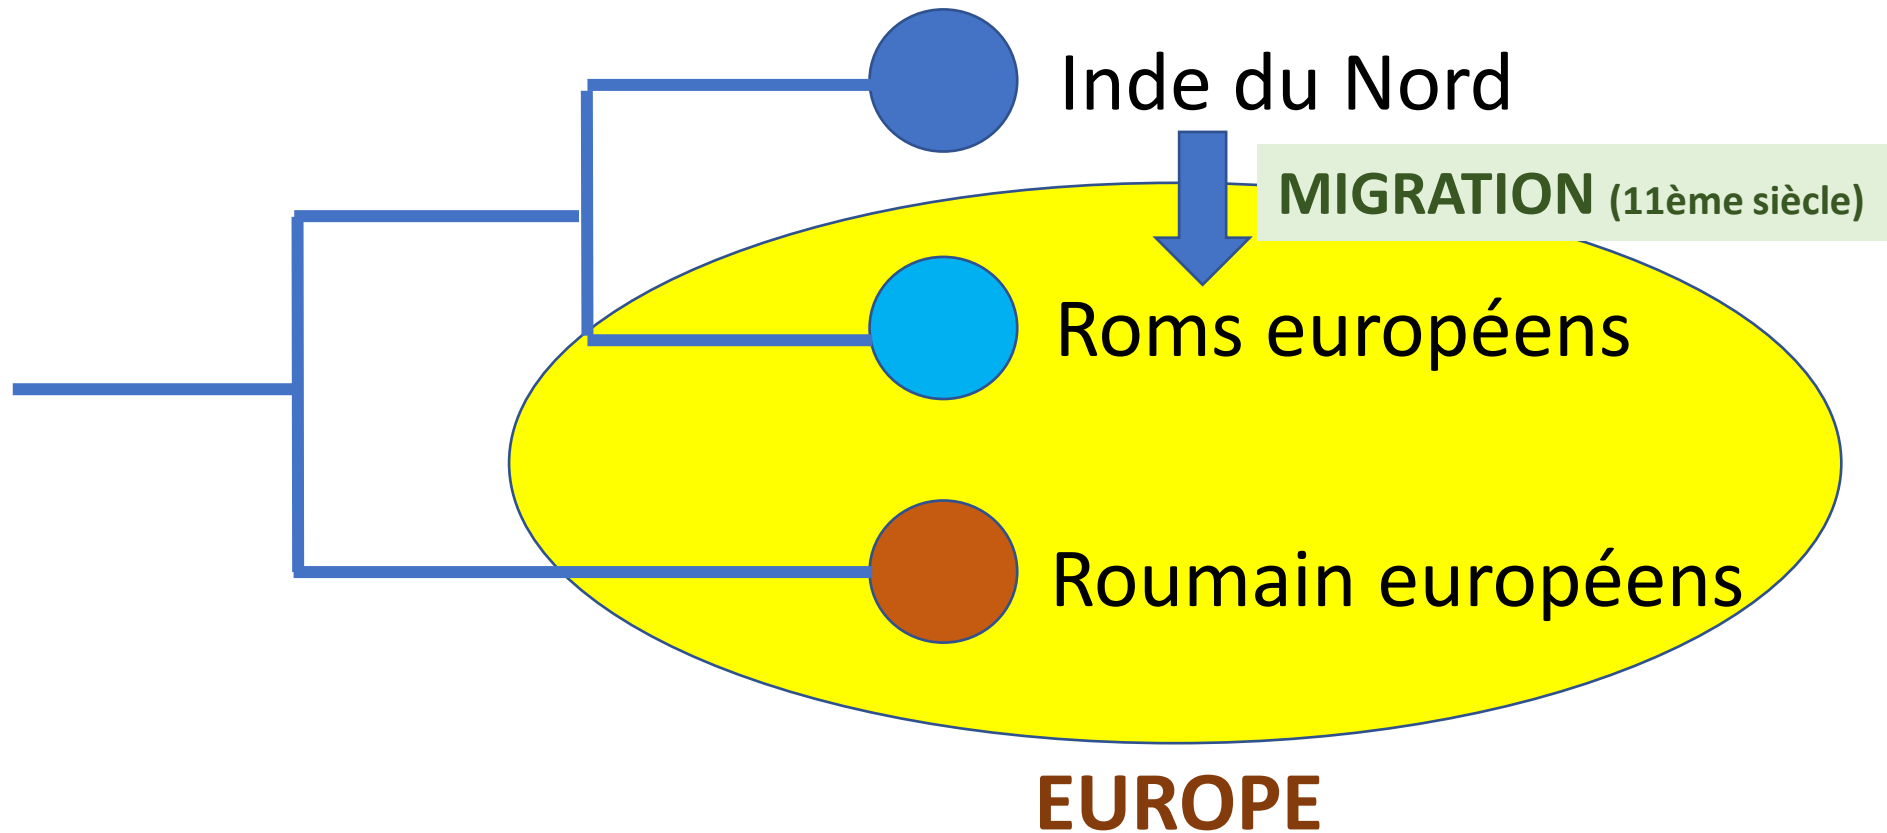 Inde du Nord
MIGRATION (11ème siècle)
Roms européens
Roumain européens
EUROPE